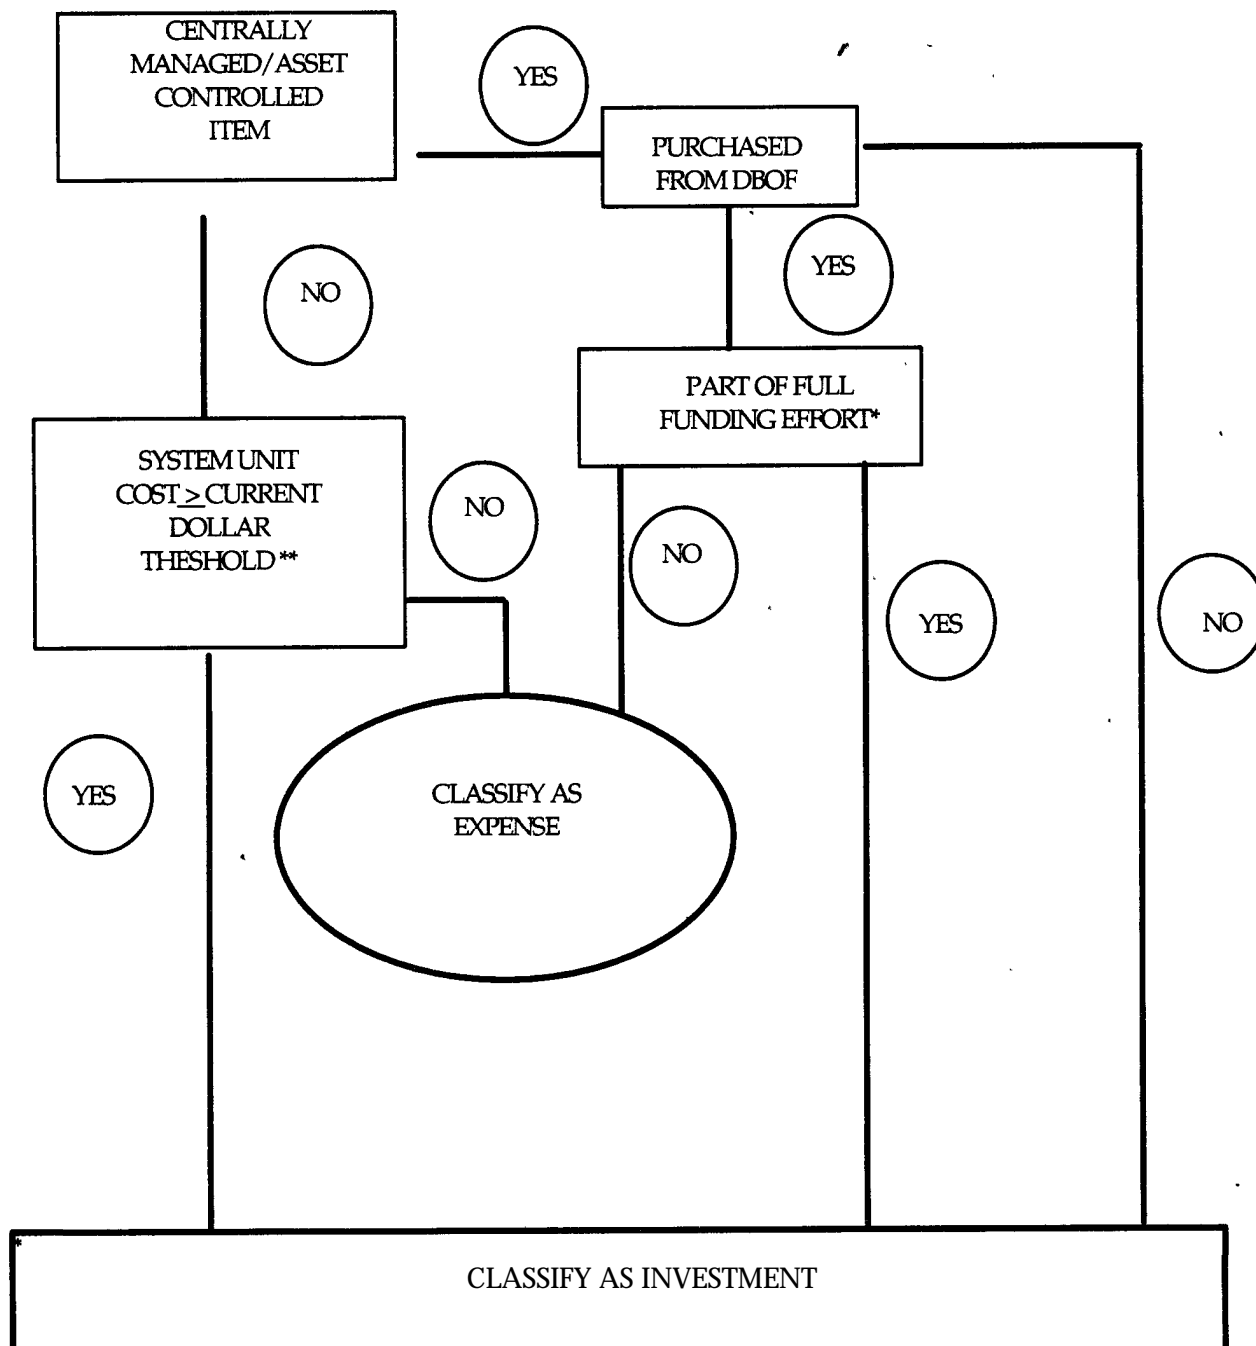 CENTRALLY
MANAGED/ASSET
CONTROLLED
ITEM
YES
PURCHASED
FROM DBOF
NO
YES
PART OF FULL
FUNDING EFFORT*
SYSTEM UNIT
COST > CURRENT
DOLLAR
THESHOLD **
NO
NO
YES
NO
YES
CLASSIFY AS
EXPENSE
*
CLASSIFY AS INVESTMENT